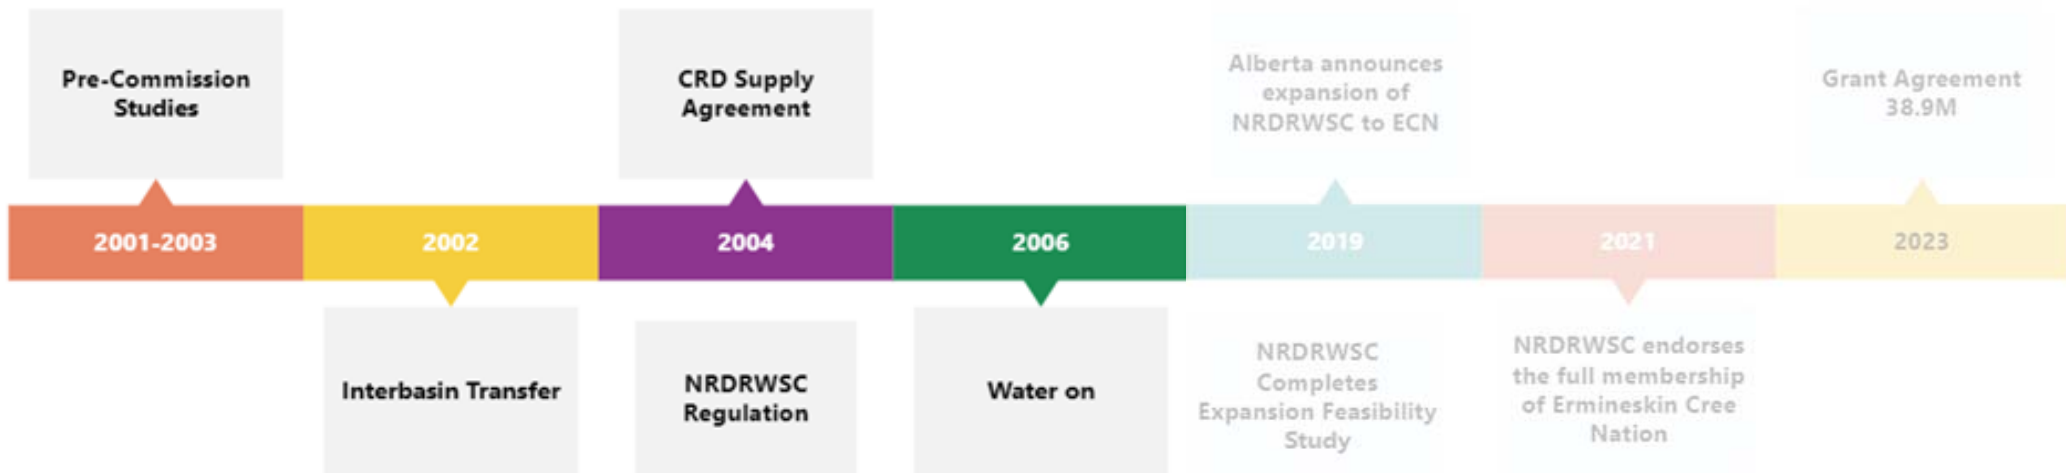 Pre-Commission
Studies
CRD Supply
Agreement
Alberta announces
expansion of
NRDRWSC to ECN
Grant Agreement
38.9M
2001-2003
2002
2004
2006
2019
2021
2023
Interbasin Transfer
NRDRWSC
Regulation
Water on
NRDRWSC
Completes
Expansion Feasibility
Study
NRDRWSC endorses
the full membership
of Ermineskin Cree
Nation